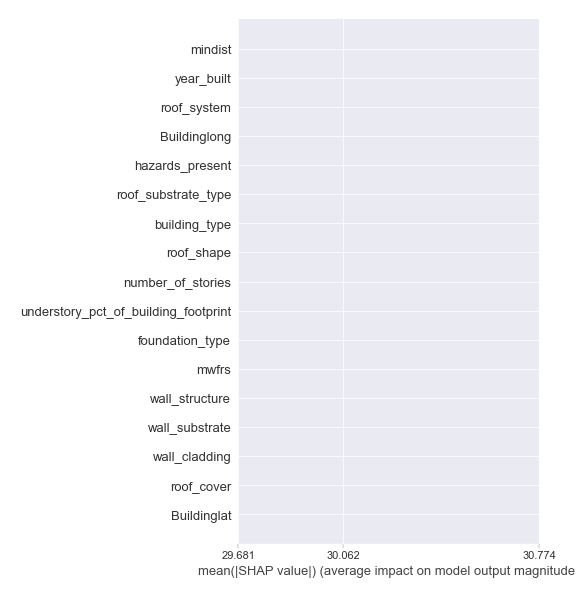 mindist
year_built
roof_system
Buildinglong
hazards_present
roof_substrate_type
building_type
roof_shape
number_of_stories
understory_pct_of_building_footprint
foundation_type
mwfrs
wall_structure
wall_substrate
wall_cladding
roof_cover
Buildinglat
29.681 30.062 30.774
mean(|SHAP value|) (average impact on model output magnitude